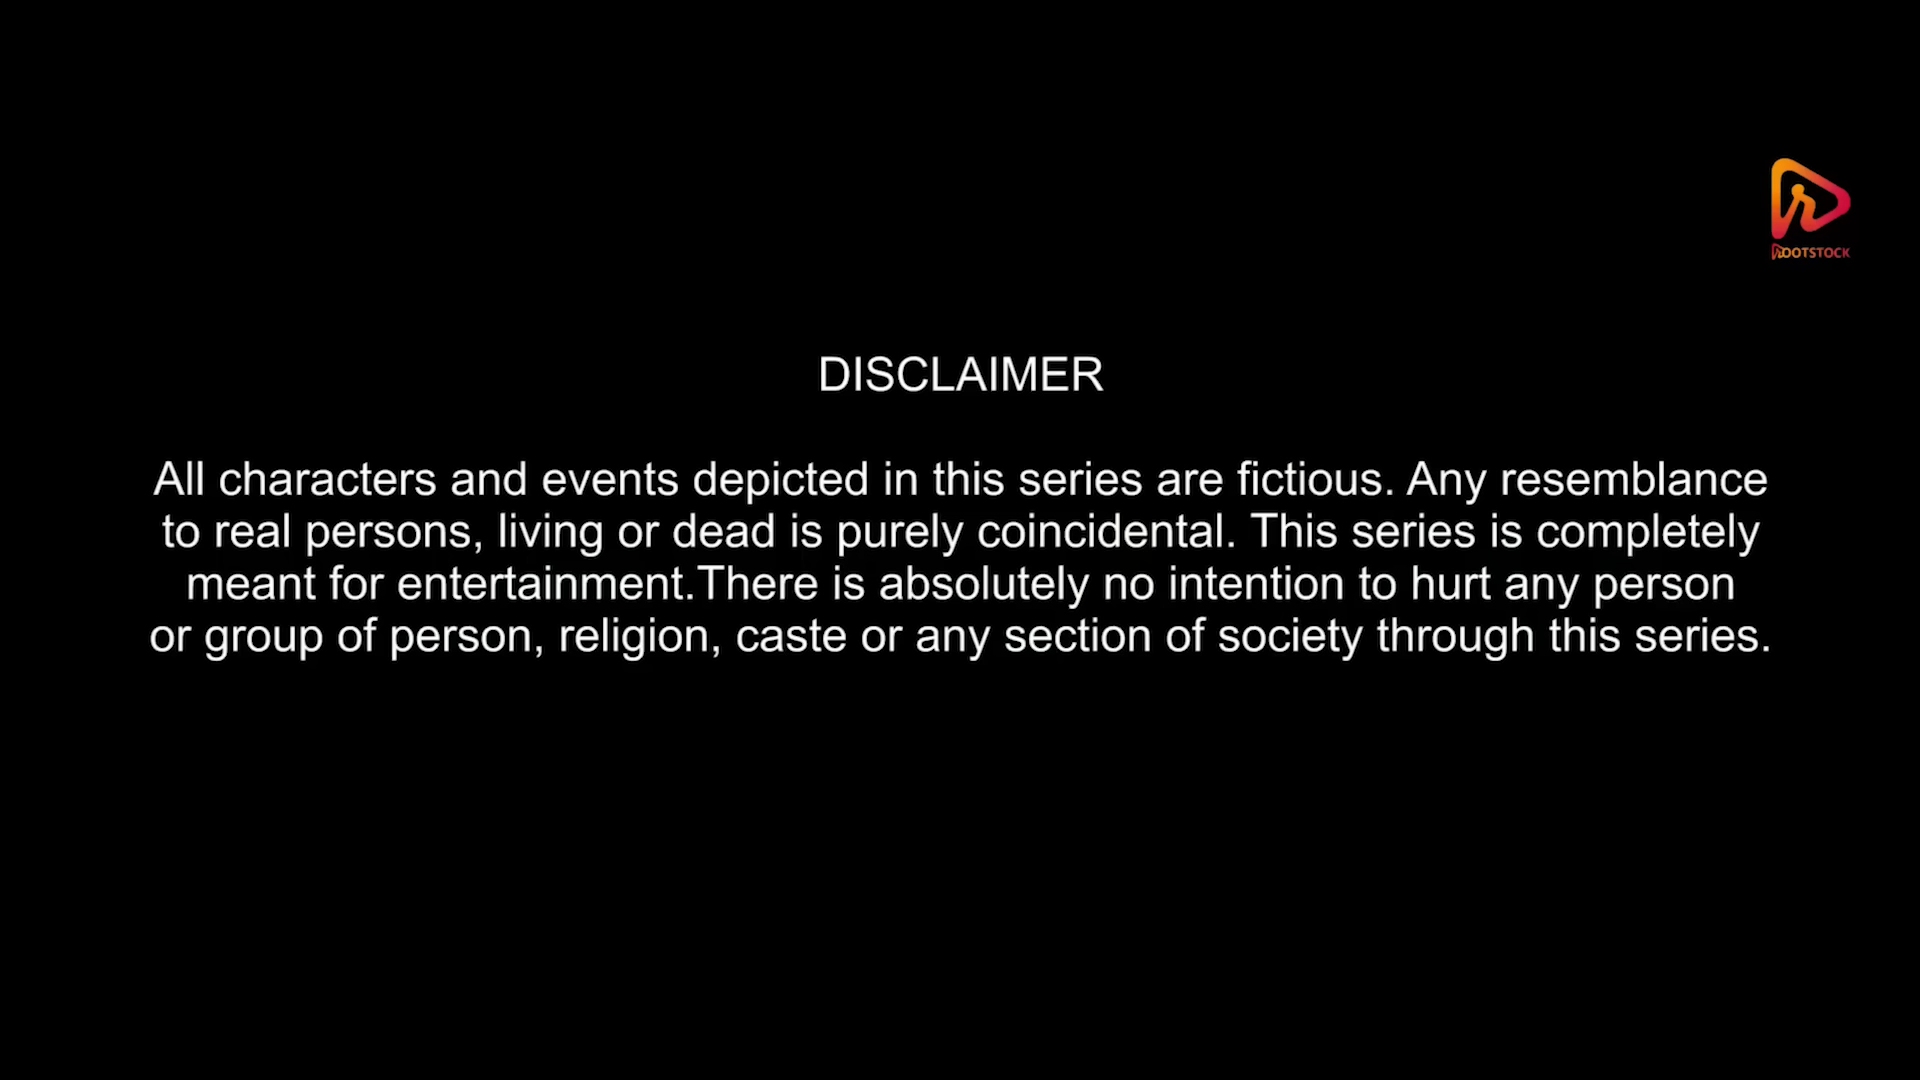 ROOTSTOCK
DISCLAIMER
All characters and events depicted in this series are fictious. Any resemblance
to real persons, living or dead is purely coincidental. This series is completely
meant for entertainment.There is absolutely no intention to hurt any person
or group of person, religion, caste or any section of society through this series.